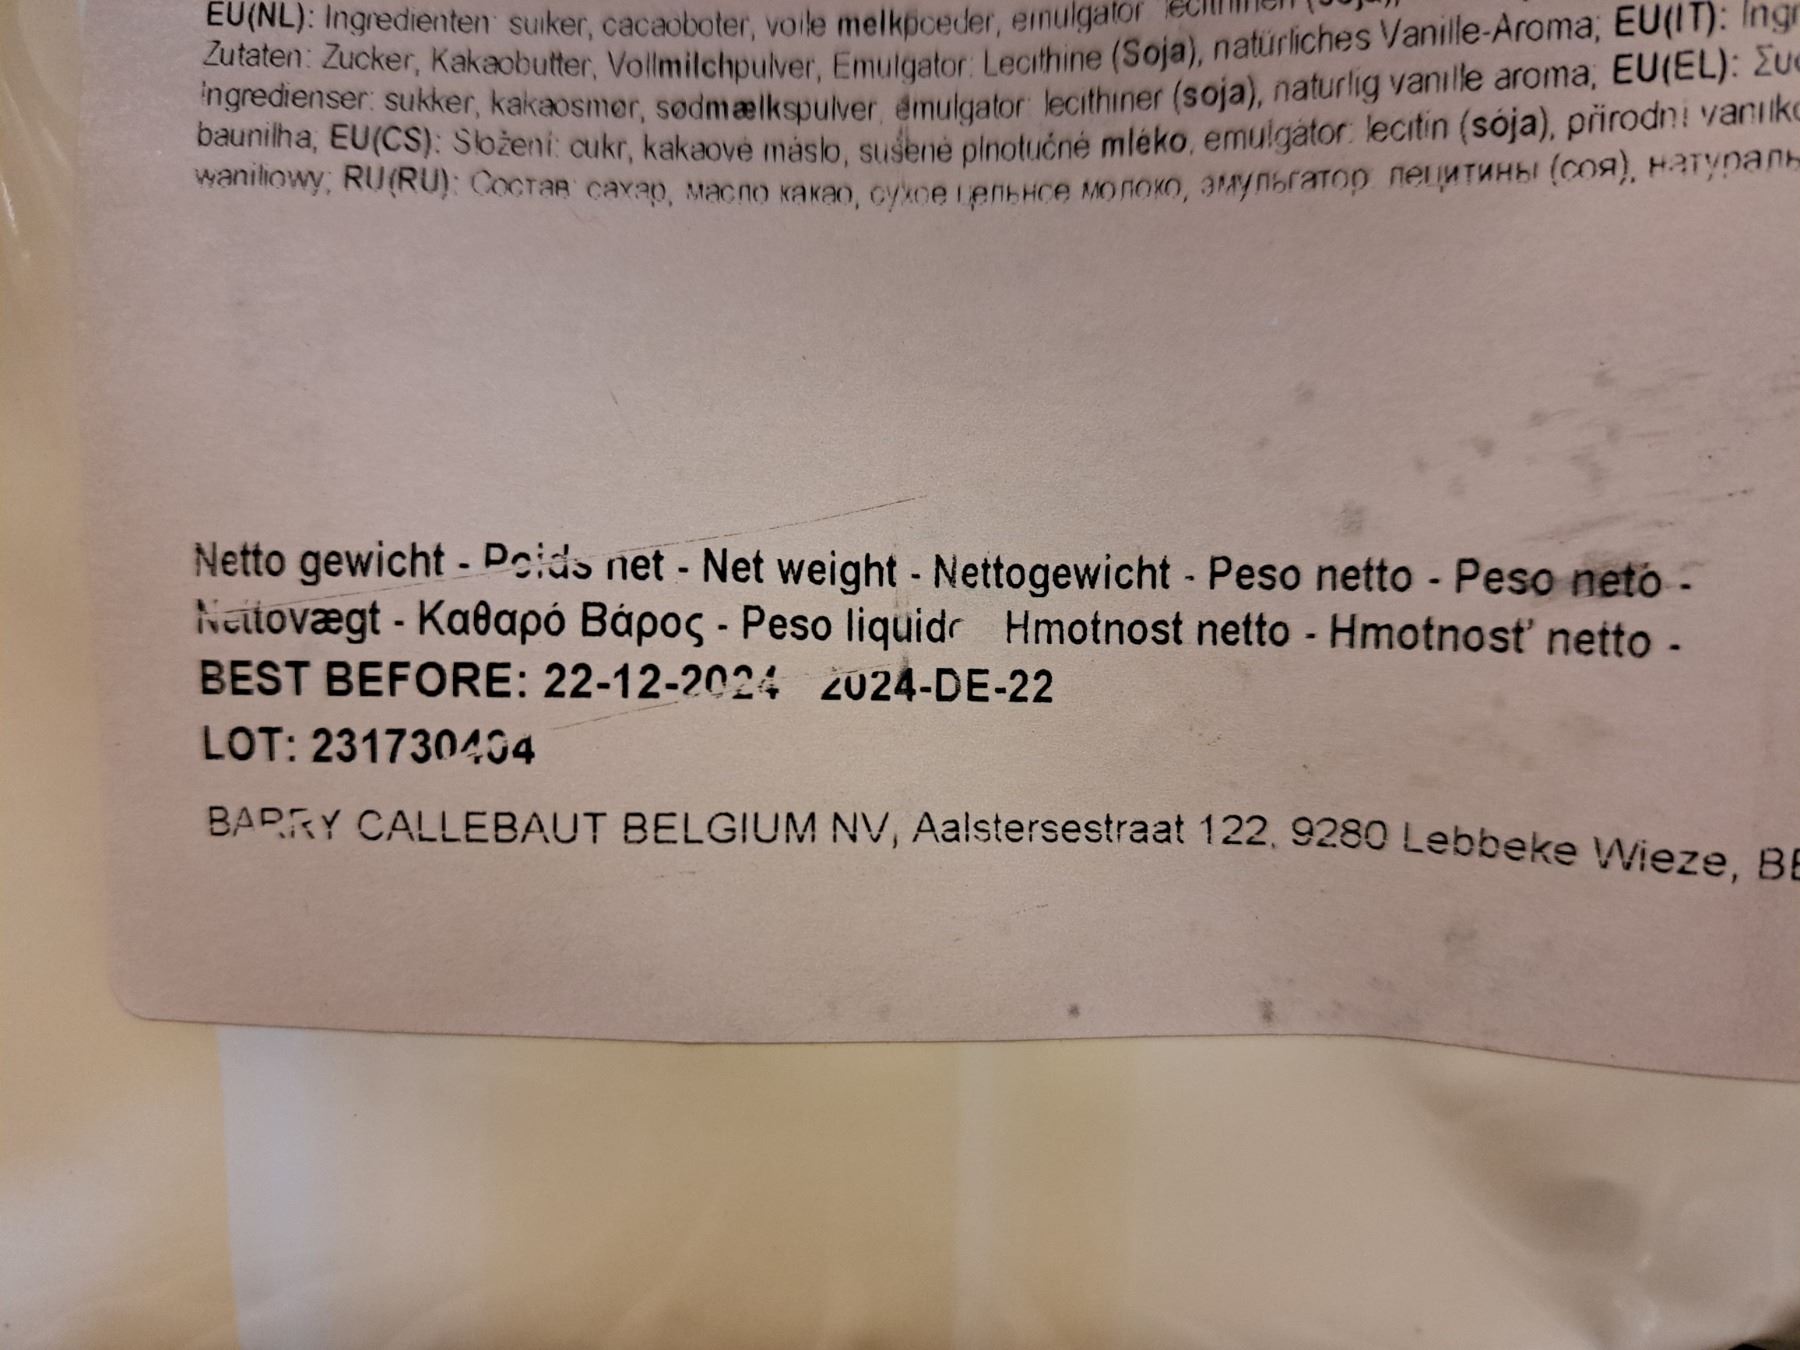 EU(NL): Ingredienten: suiker, cacaoboter, volle melkpoeder, emulgator: lecithinen
Zutaten: Zucker, Kakaobutter, Vollmilchpulver, Emulgator: Lecithine (Soja), natürliches Vanille-Aroma; EU(IT):
ingredienser: sukker, kakaosmør, sødmælkspulver, emulgator: lecithiner (soja), naturlig vanille aroma; EU(EL):
baunilha; EU(CS): Složení: cukr, kakaové máslo, sušené plnotučné mléko, emulgátor: lecitin (sója), přírodní
waniliowy; RU(RU): Состав: сахар, масло какао, сухое цельное молоко, эмульгатор: лецитины (соя),
Netto gewicht - Poids net - Net weight - Nettogewicht - Peso netto - Peso neto -
Nettovægt - Καθαρό Βάρος - Peso liquido Hmotnost netto - Hmotnost' netto -
BEST BEFORE: 22-12-2024 2024-DE-22
LOT: 231730404
BARRY CALLEBAUT BELGIUM NV, Aalstersestraat 122, 9280 Lebbeke Wieze,